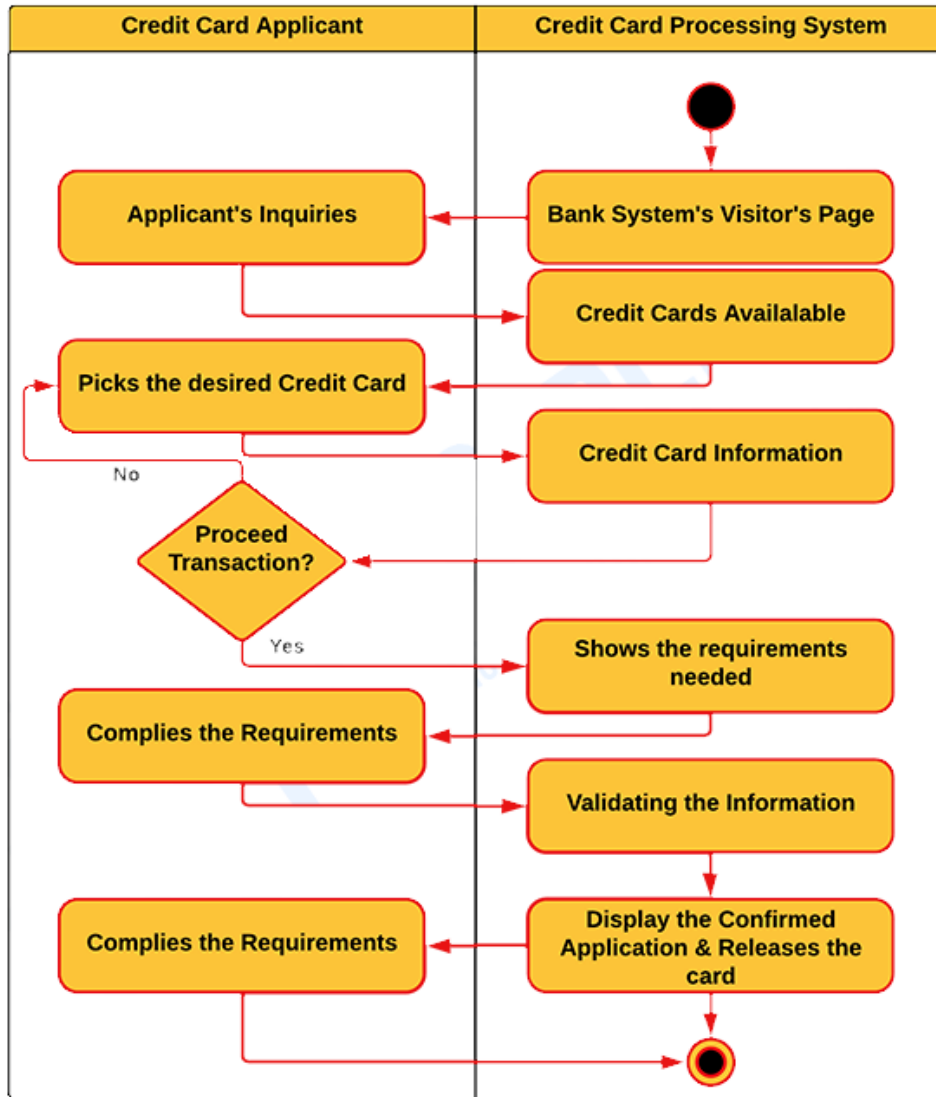 Credit Card Applicant
Credit Card Processing System
Applicant's Inquiries
Bank System's Visitor's Page
Credit Cards Availalable
Picks the desired Credit Card
Credit Card Information
No
Proceed
Transaction?
Yes
Shows the requirements
needed
Complies the Requirements
Validating the Information
Complies the Requirements
Display the Confirmed
Application & Releases the
card